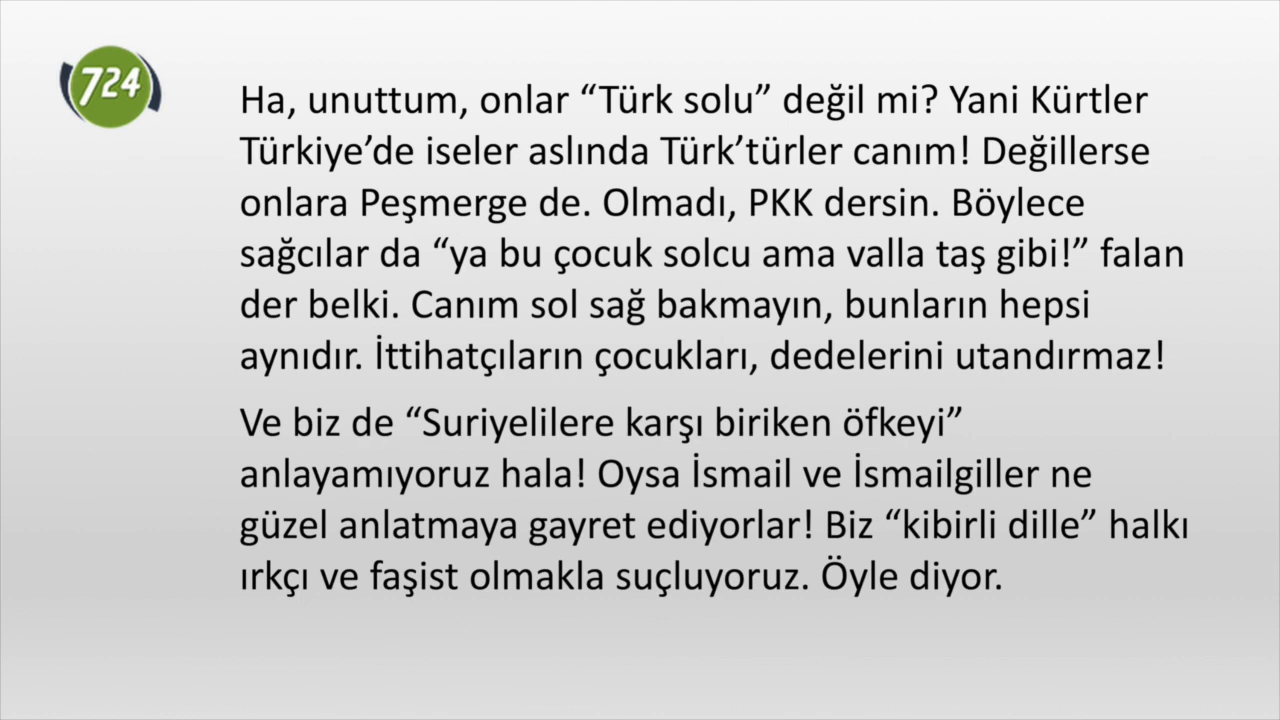 724
Ha, unuttum, onlar “Türk solu” değil mi? Yani Kürtler
Türkiye’de iseler aslında Türk’türler canım! Değillerse
onlara Peşmerge de. Olmadı, PKK dersin. Böylece
sağcılar da “ya bu çocuk solcu ama valla taş gibi!” falan
der belki. Canım sol sağ bakmayın, bunların hepsi
aynıdır. İttihatçıların çocukları, dedelerini utandırmaz!
Ve biz de “Suriyelilere karşı biriken öfkeyi”
anlayamıyoruz hala! Oysa İsmail ve İsmailgiller ne
güzel anlatmaya gayret ediyorlar! Biz “kibirli dille” halkı
ırkçı ve faşist olmakla suçluyoruz. Öyle diyor.